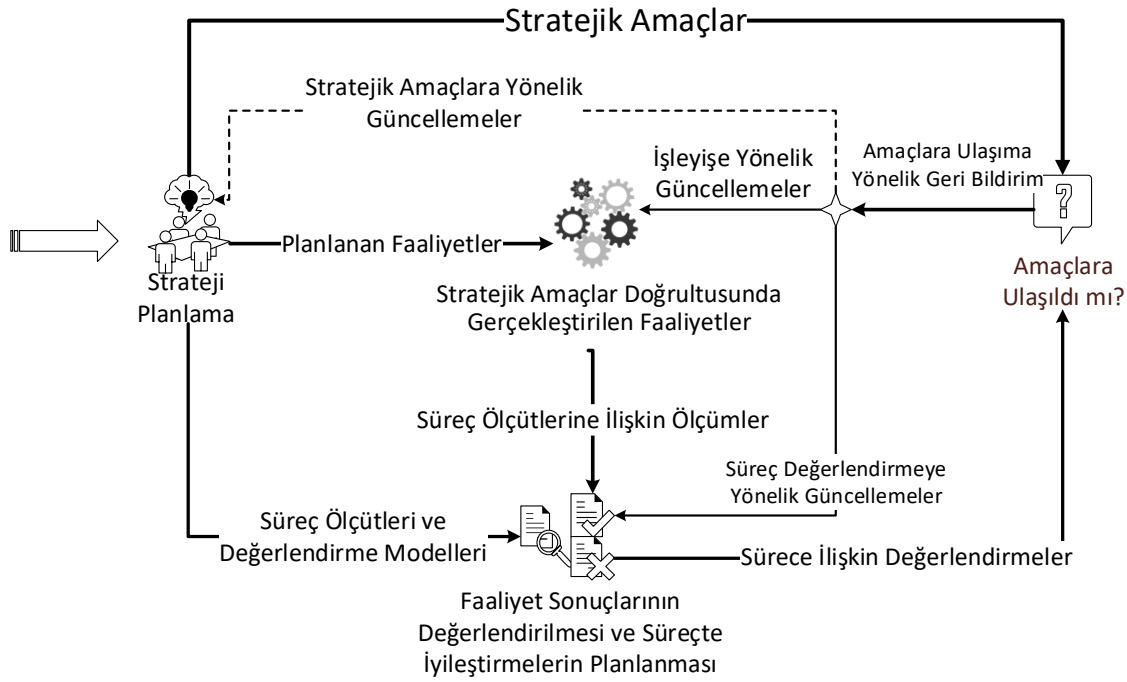 Stratejik Amaçlar
Stratejik Amaçlara Yönelik
Güncellemeler
İşleyişe Yönelik
Güncellemeler
Amaçlara Ulaşıma
Yönelik Geri Bildirim
?
Planlanan Faaliyetler
Strateji
Planlama
Stratejik Amaçlar Doğrultusunda
Gerçekleştirilen Faaliyetler
Amaçlara
Ulaşıldı mı?
Süreç Ölçütlerine İlişkin Ölçümler
Süreç Değerlendirmeye
Yönelik Güncellemeler
Süreç Ölçütleri ve
Değerlendirme Modelleri
Sürece İlişkin Değerlendirmeler
Faaliyet Sonuçlarının
Değerlendirilmesi ve Süreçte
İyileştirmelerin Planlanması